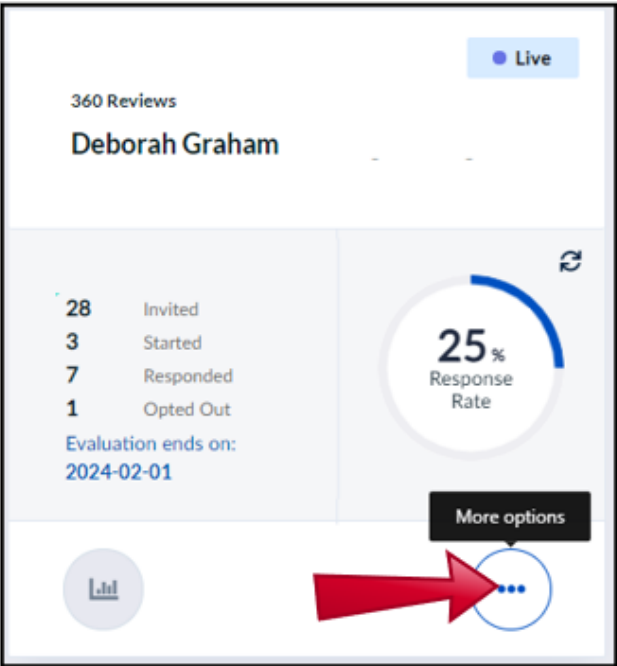 Live
360 Reviews
Deborah Graham
28 Invited
3 Started
7 Responded
1 Opted Out
Evaluation ends on:
2024-02-01
25 %
Response
Rate
More options